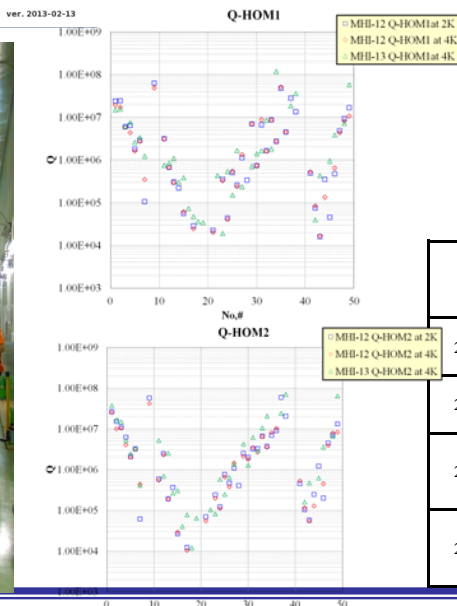 ver. 2013-02-13
Q-HOM1
MHI-12 Q-HOM1at 2K
MHI-12 Q-HOM1 at 4K
MHI-13 Q-HOM1at 4K
1.00E+09
1.00E+08
1.00E+07
1.00E+06
1.00E+05
1.00E+04
1.00E+03
Q
0 10 20 30 40 50
No,#
Q-HOM2
MHI-12 Q-HOM2 at 2K
MHI-12 Q-HOM2 at 4K
MHI-13 Q-HOM2 at 4K
1.00E+09
1.00E+08
1.00E+07
1.00E+06
1.00E+05
1.00E+04
1.00E+03
Q
0 10 20 30 40 50
2
2
2
2